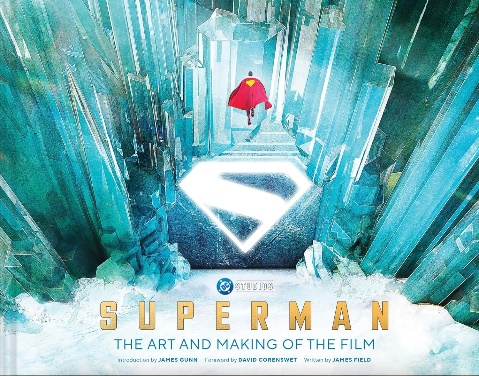 DC STUDIOS
SUPERMAN
THE ART AND MAKING OF THE FILM
Introduction by JAMES GUNN Foreword by DAVID CORENSWET Written by JAMES FIELD